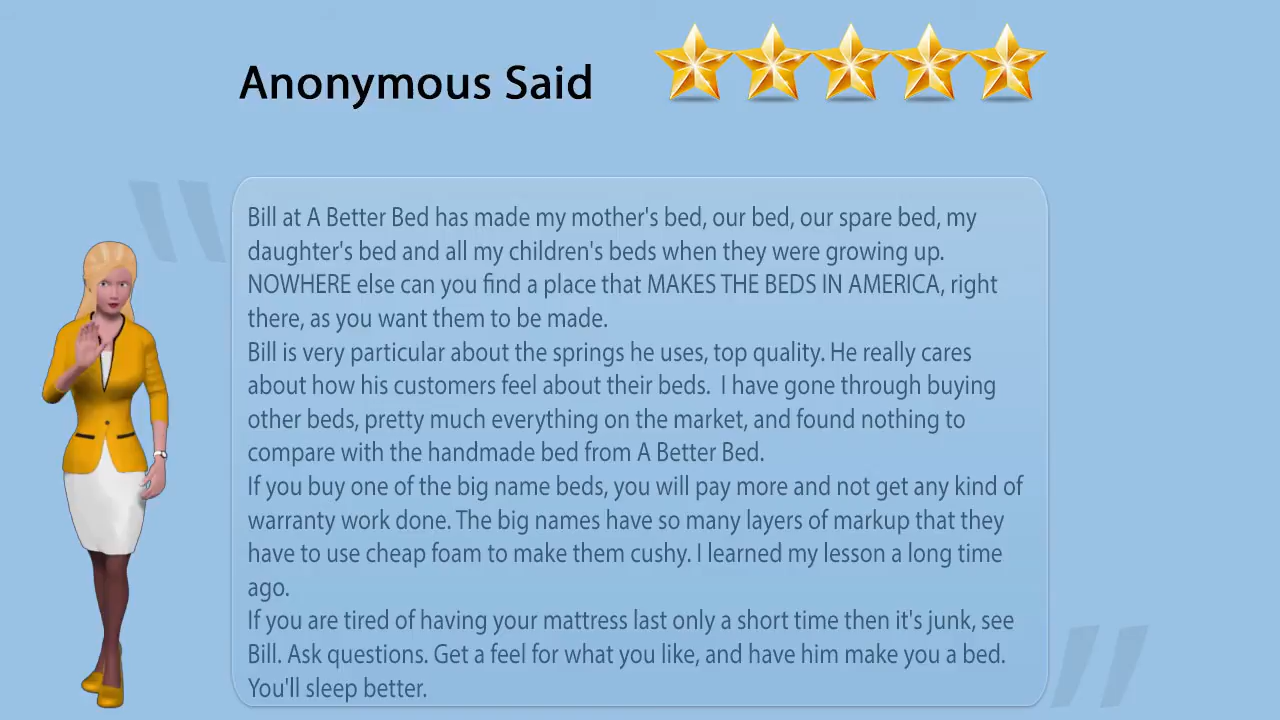 Anonymous Said
Bill at A Better Bed has made my mother's bed, our bed, our spare bed, my
daughter's bed and all my children's beds when they were growing up.
NOWHERE else can you find a place that MAKES THE BEDS IN AMERICA, right
there, as you want them to be made.
Bill is very particular about the springs he uses, top quality. He really cares
about how his customers feel about their beds.  I have gone through buying
other beds, pretty much everything on the market, and found nothing to
compare with the handmade bed from A Better Bed.
If you buy one of the big name beds, you will pay more and not get any kind of
warranty work done. The big names have so many layers of markup that they
have to use cheap foam to make them cushy. I learned my lesson a long time
ago.
If you are tired of having your mattress last only a short time then it's junk, see
Bill. Ask questions. Get a feel for what you like, and have him make you a bed.
You'll sleep better.